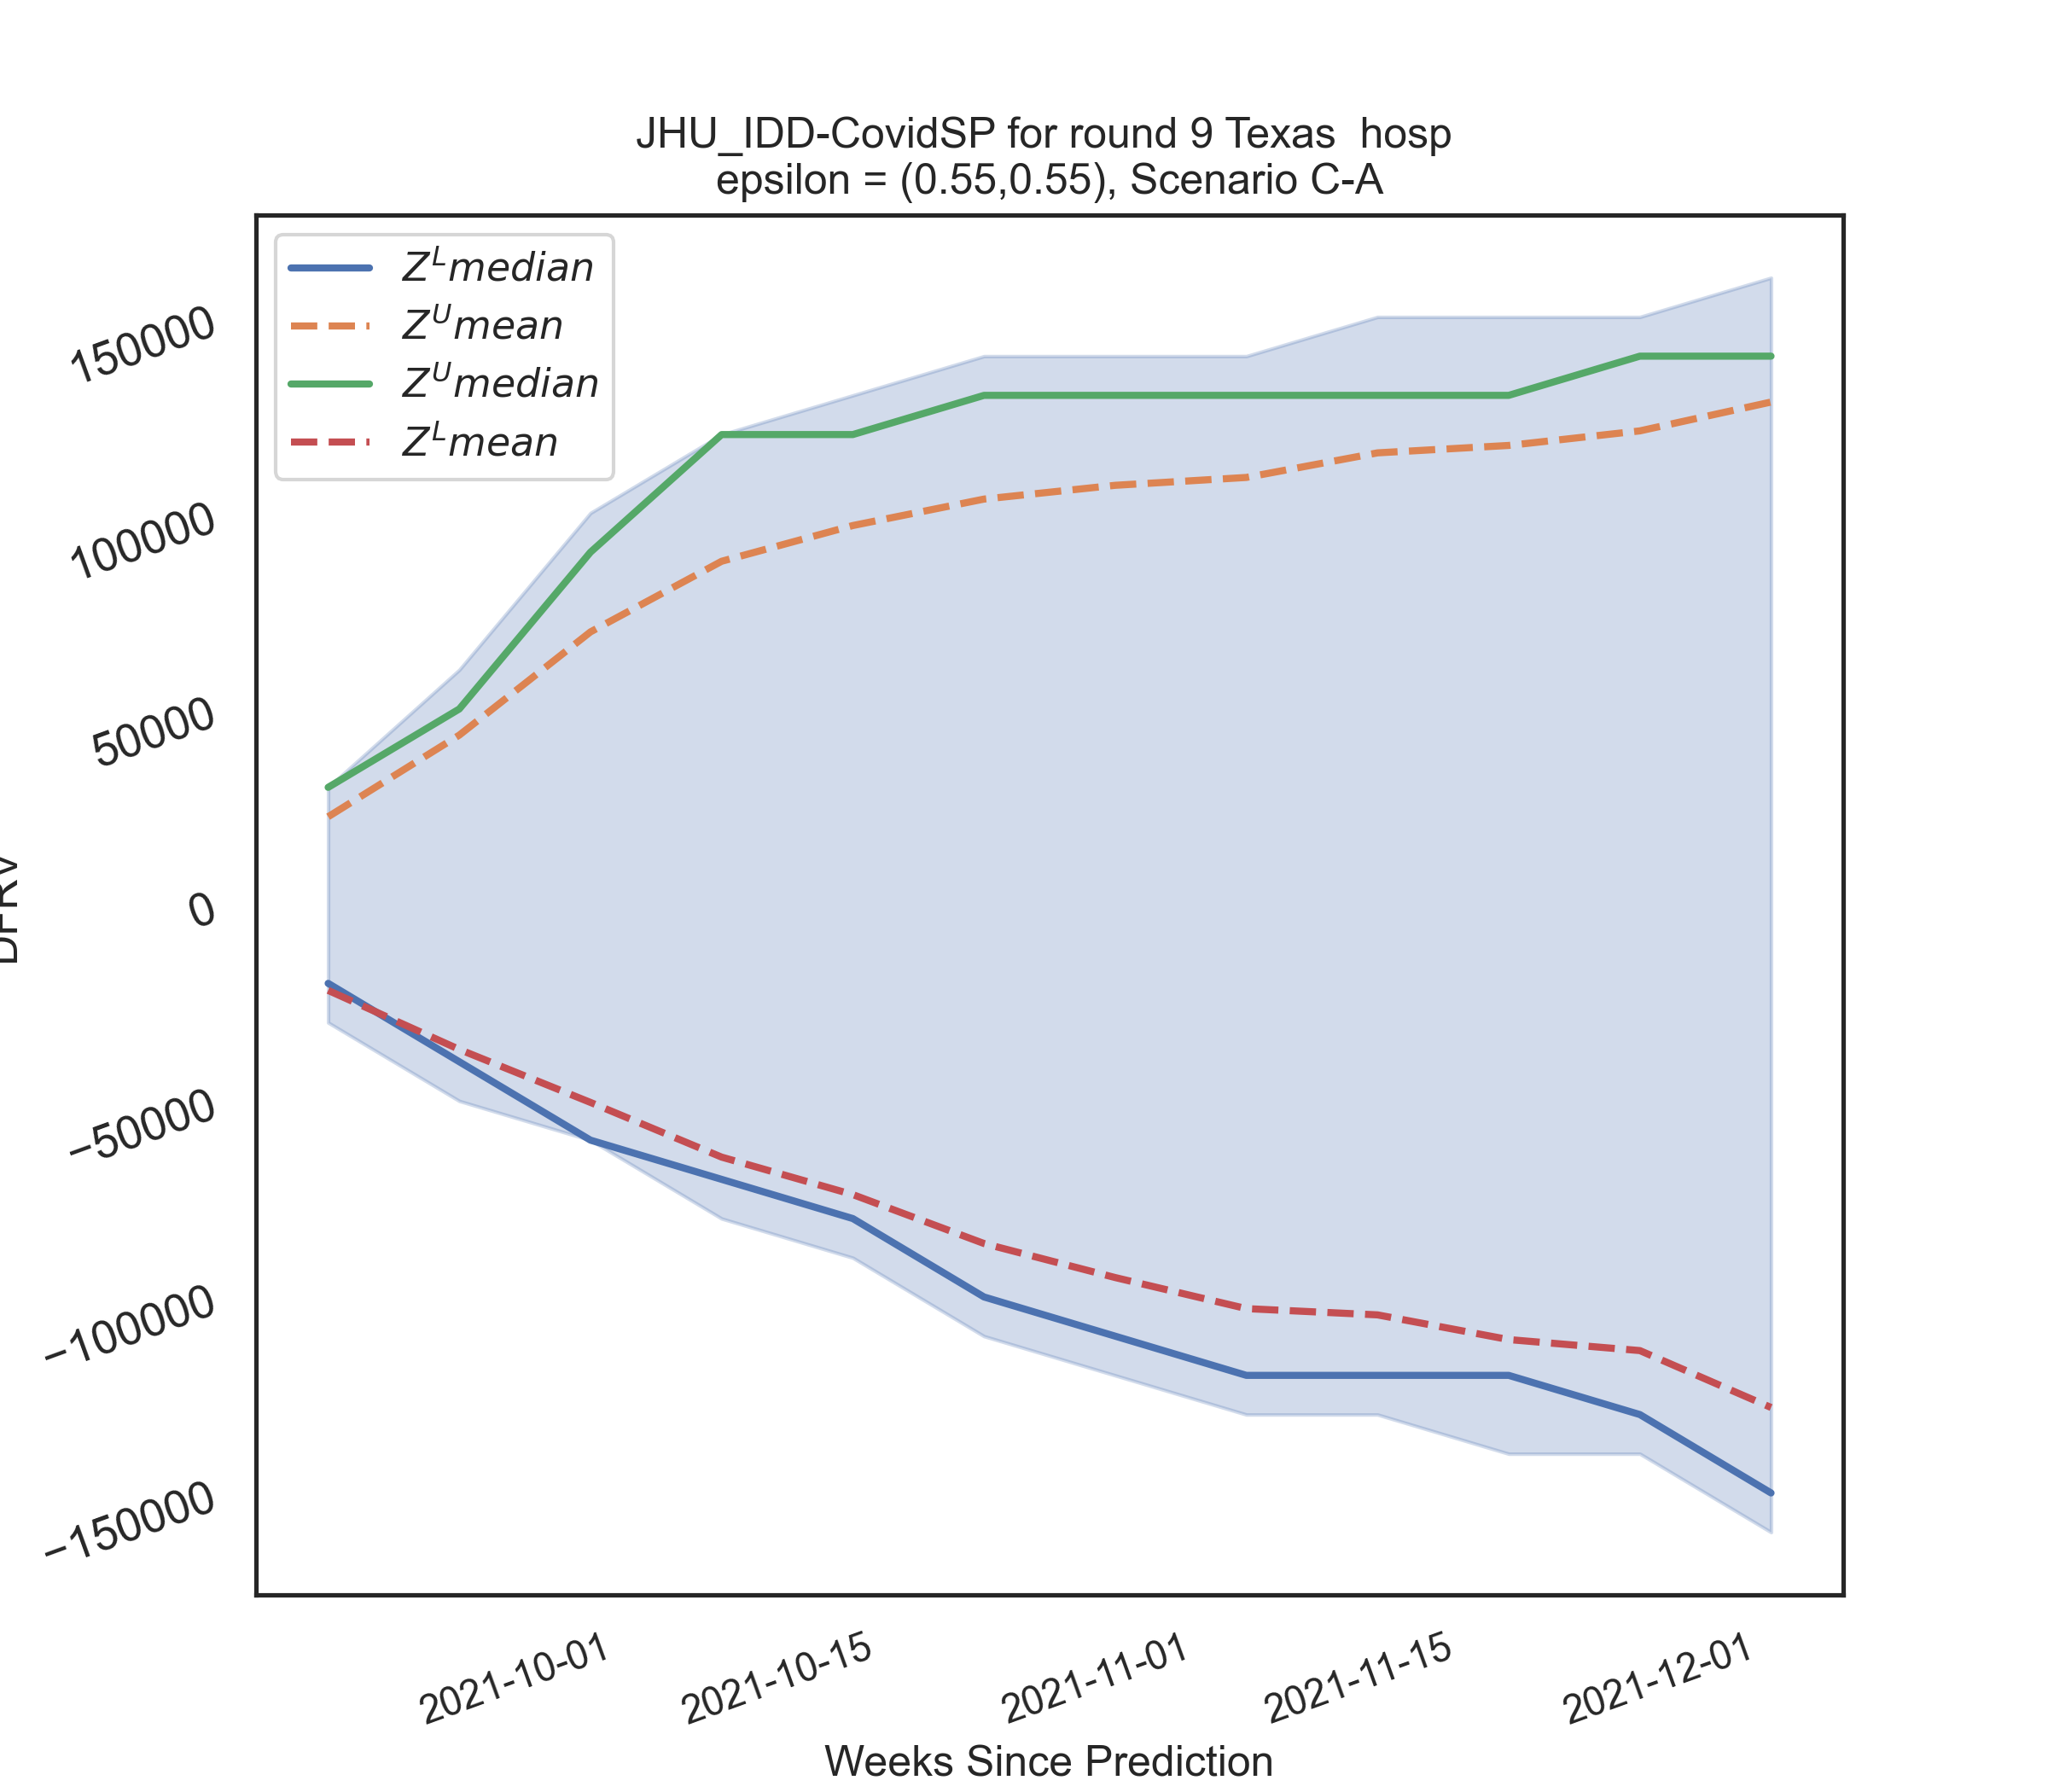 JHU_IDD-CovidSP for round 9 Texas  hosp
epsilon = (0.55,0.55), Scenario C-A
Z^L median
Z^U mean
Z^U median
Z^L mean
150000
100000
50000
0
−50000
−100000
−150000
2021-10-01
2021-10-15
2021-11-01
2021-11-15
2021-12-01
Weeks Since Prediction